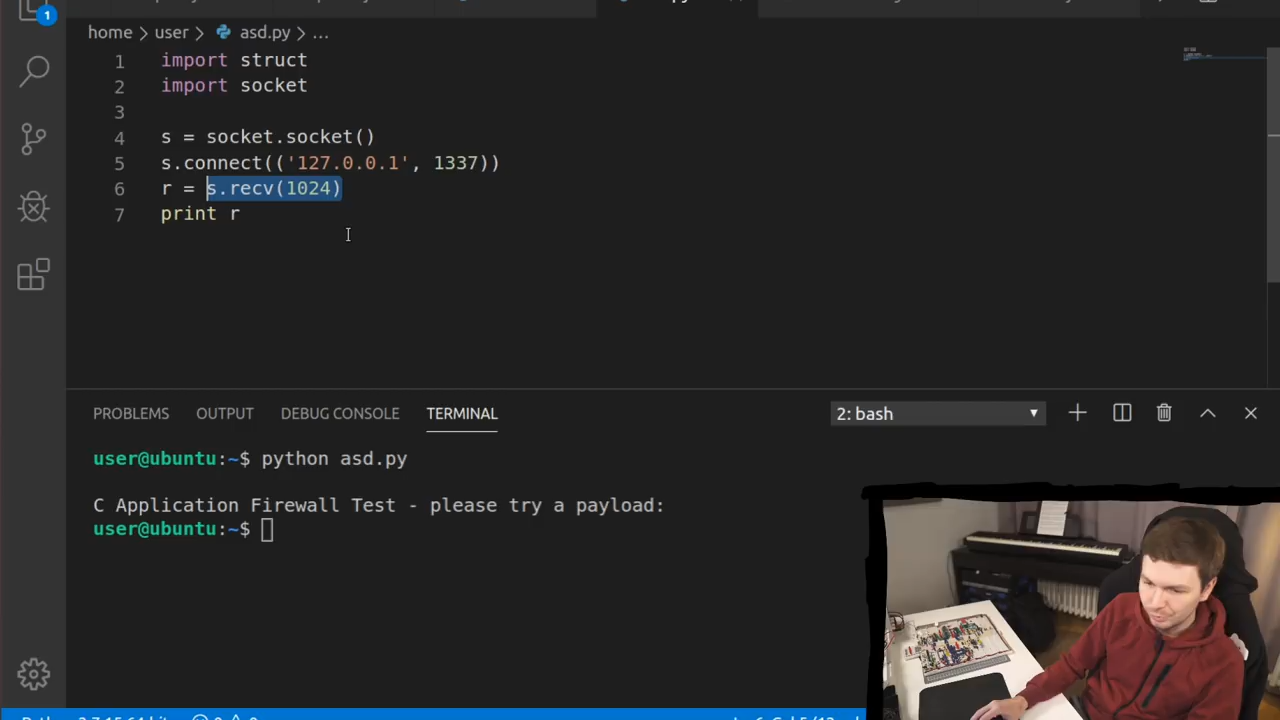 1
home user asd.py ...
1 import struct
2 import socket
3
4 s = socket.socket()
5 s.connect(('127.0.0.1', 1337))
6 r = s.recv(1024)
7 print r
PROBLEMS OUTPUT DEBUG CONSOLE TERMINAL 2: bash
user@ubuntu:~$ python asd.py
C Application Firewall Test - please try a payload:
user@ubuntu:~$